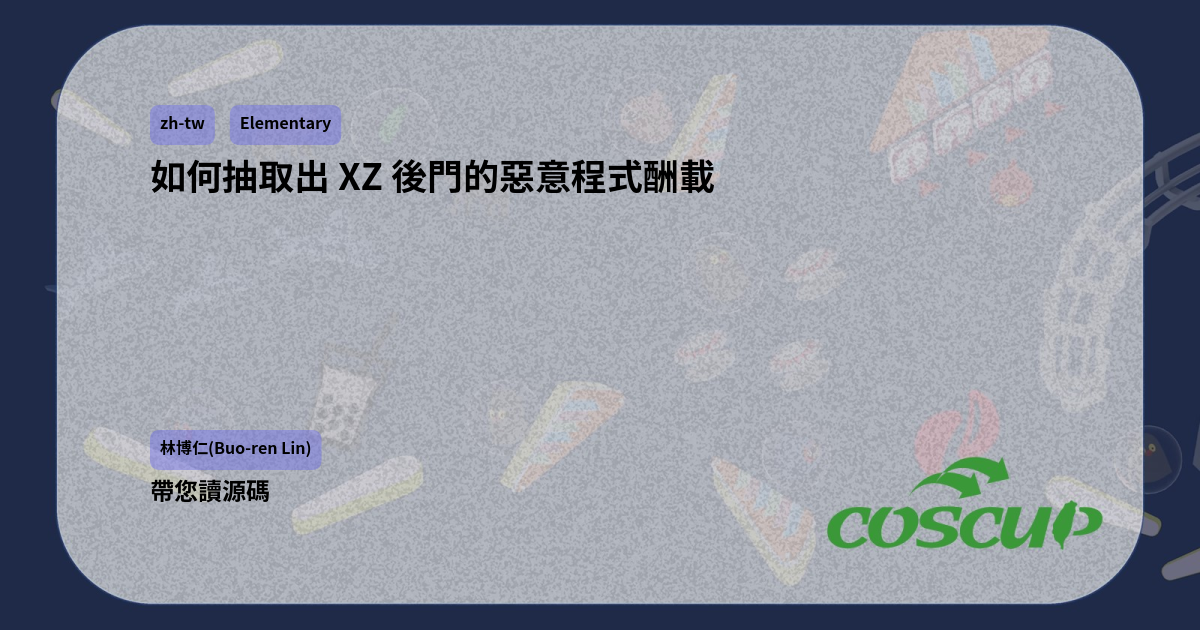 zh-tw Elementary
如何抽取出 XZ 後門的惡意程式酬載
林博仁(Buo-ren Lin)
帶您讀源碼
COSCUP